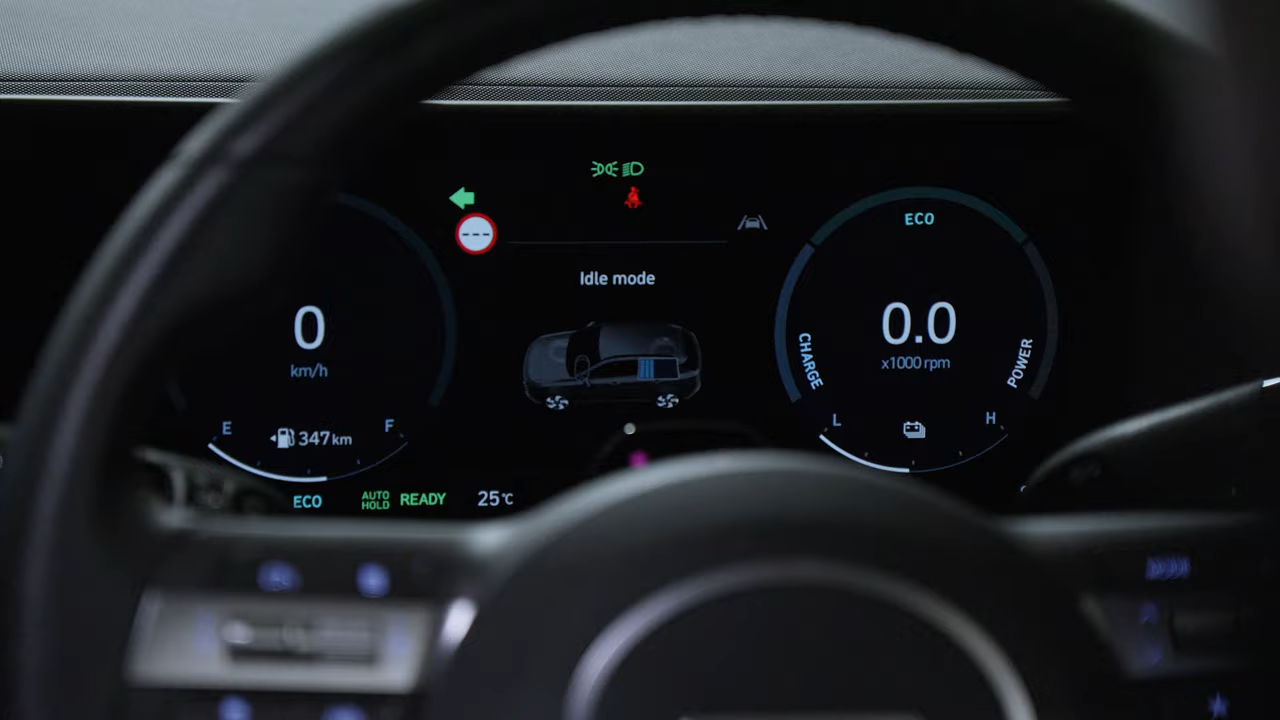 ECO
---
Idle mode
0
km/h
0.0
x1000 rpm
CHARGE
POWER
E
347 km
F
L
H
ECO
AUTO HOLD
READY
25°C